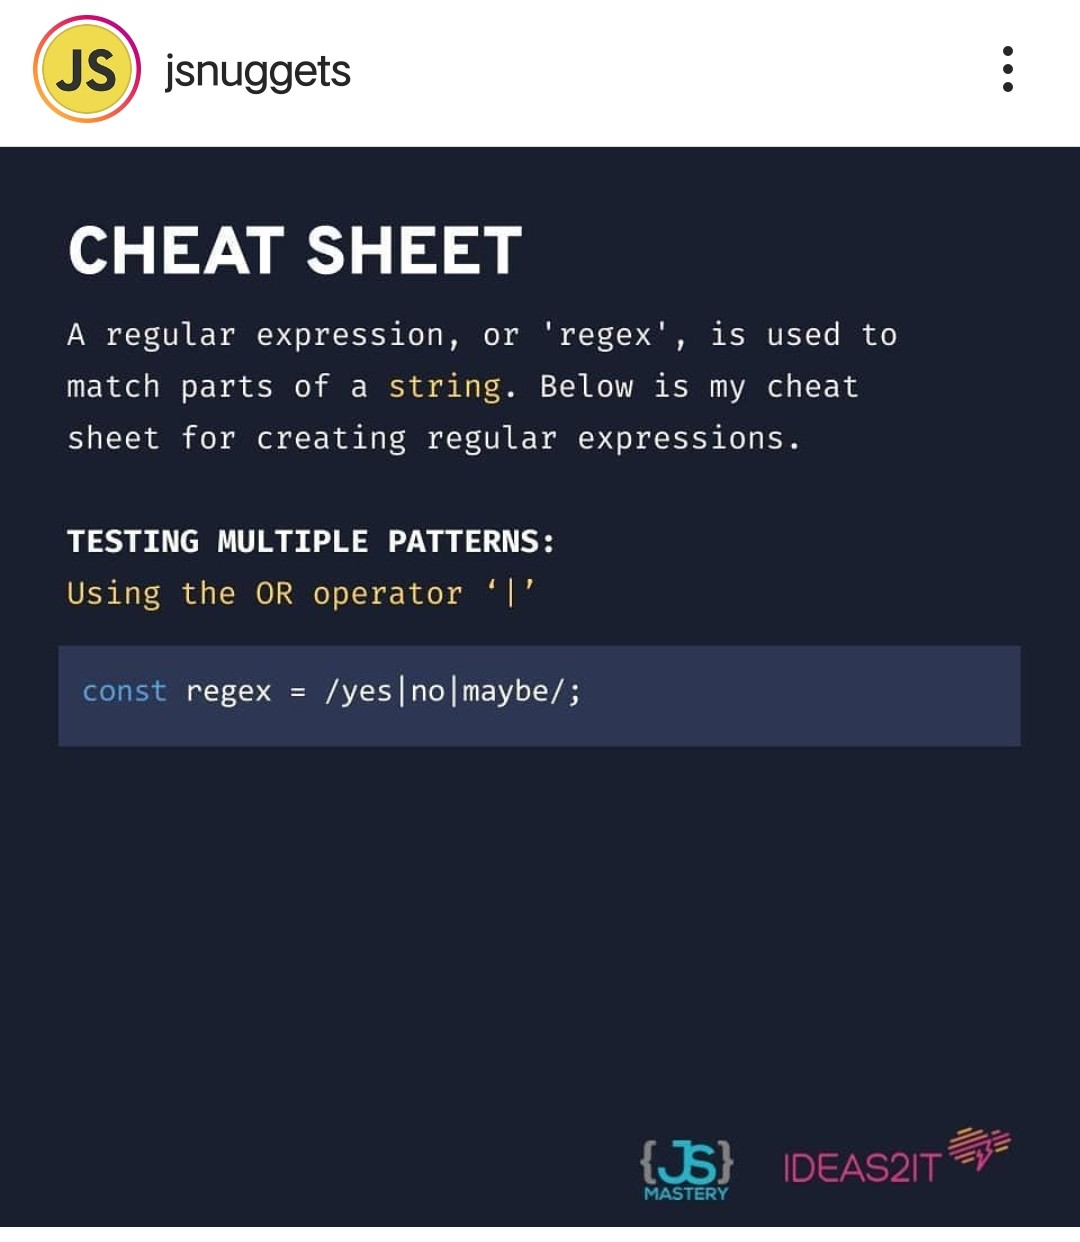 JS
jsnuggets
CHEAT SHEET
A regular expression, or 'regex', is used to
match parts of a string. Below is my cheat
sheet for creating regular expressions.
TESTING MULTIPLE PATTERNS:
Using the OR operator ‘|’
const regex = /yes|no|maybe/;
{JS}
MASTERY
IDEAS2IT